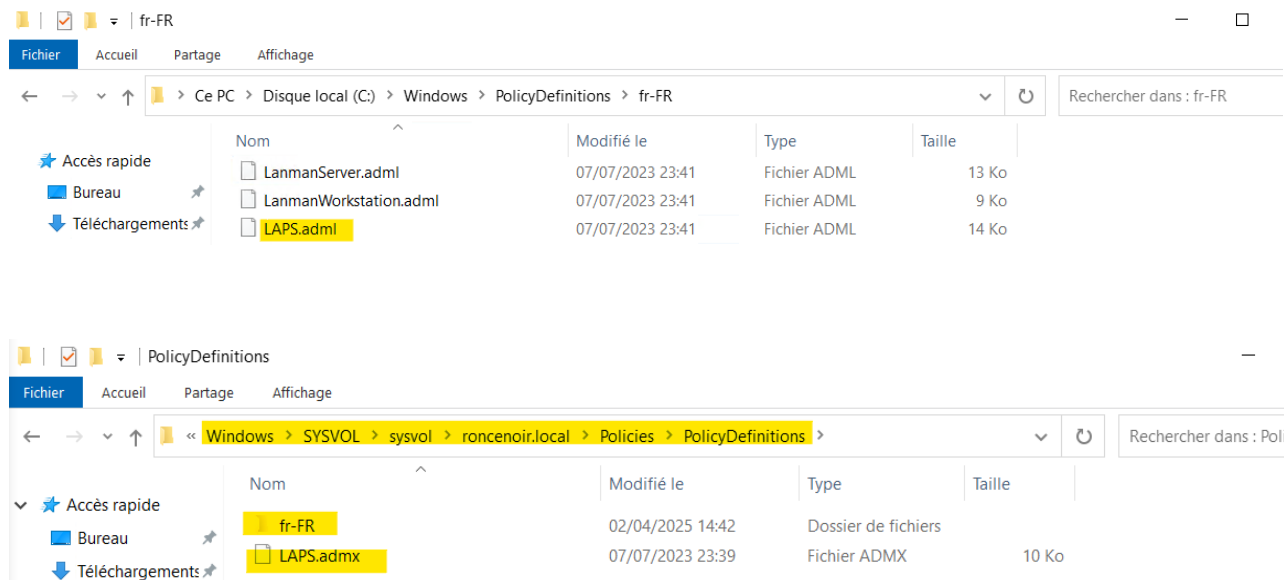 fr-FR
Fichier Accueil Partage Affichage
Ce PC > Disque local (C:) > Windows > PolicyDefinitions > fr-FR Rechercher dans : fr-FR
Nom Modifié le Type Taille
Accès rapide
LanmanServer.adml 07/07/2023 23:41 Fichier ADML 13 Ko
Bureau
LanmanWorkstation.adml 07/07/2023 23:41 Fichier ADML 9 Ko
Téléchargements
LAPS.adml 07/07/2023 23:41 Fichier ADML 14 Ko
PolicyDefinitions
Fichier Accueil Partage Affichage
« Windows > SYSVOL > sysvol > roncenoir.local > Policies > PolicyDefinitions > Rechercher dans : Poli
Nom Modifié le Type Taille
Accès rapide
fr-FR 02/04/2025 14:42 Dossier de fichiers
Bureau
LAPS.admx 07/07/2023 23:39 Fichier ADMX 10 Ko
Téléchargements